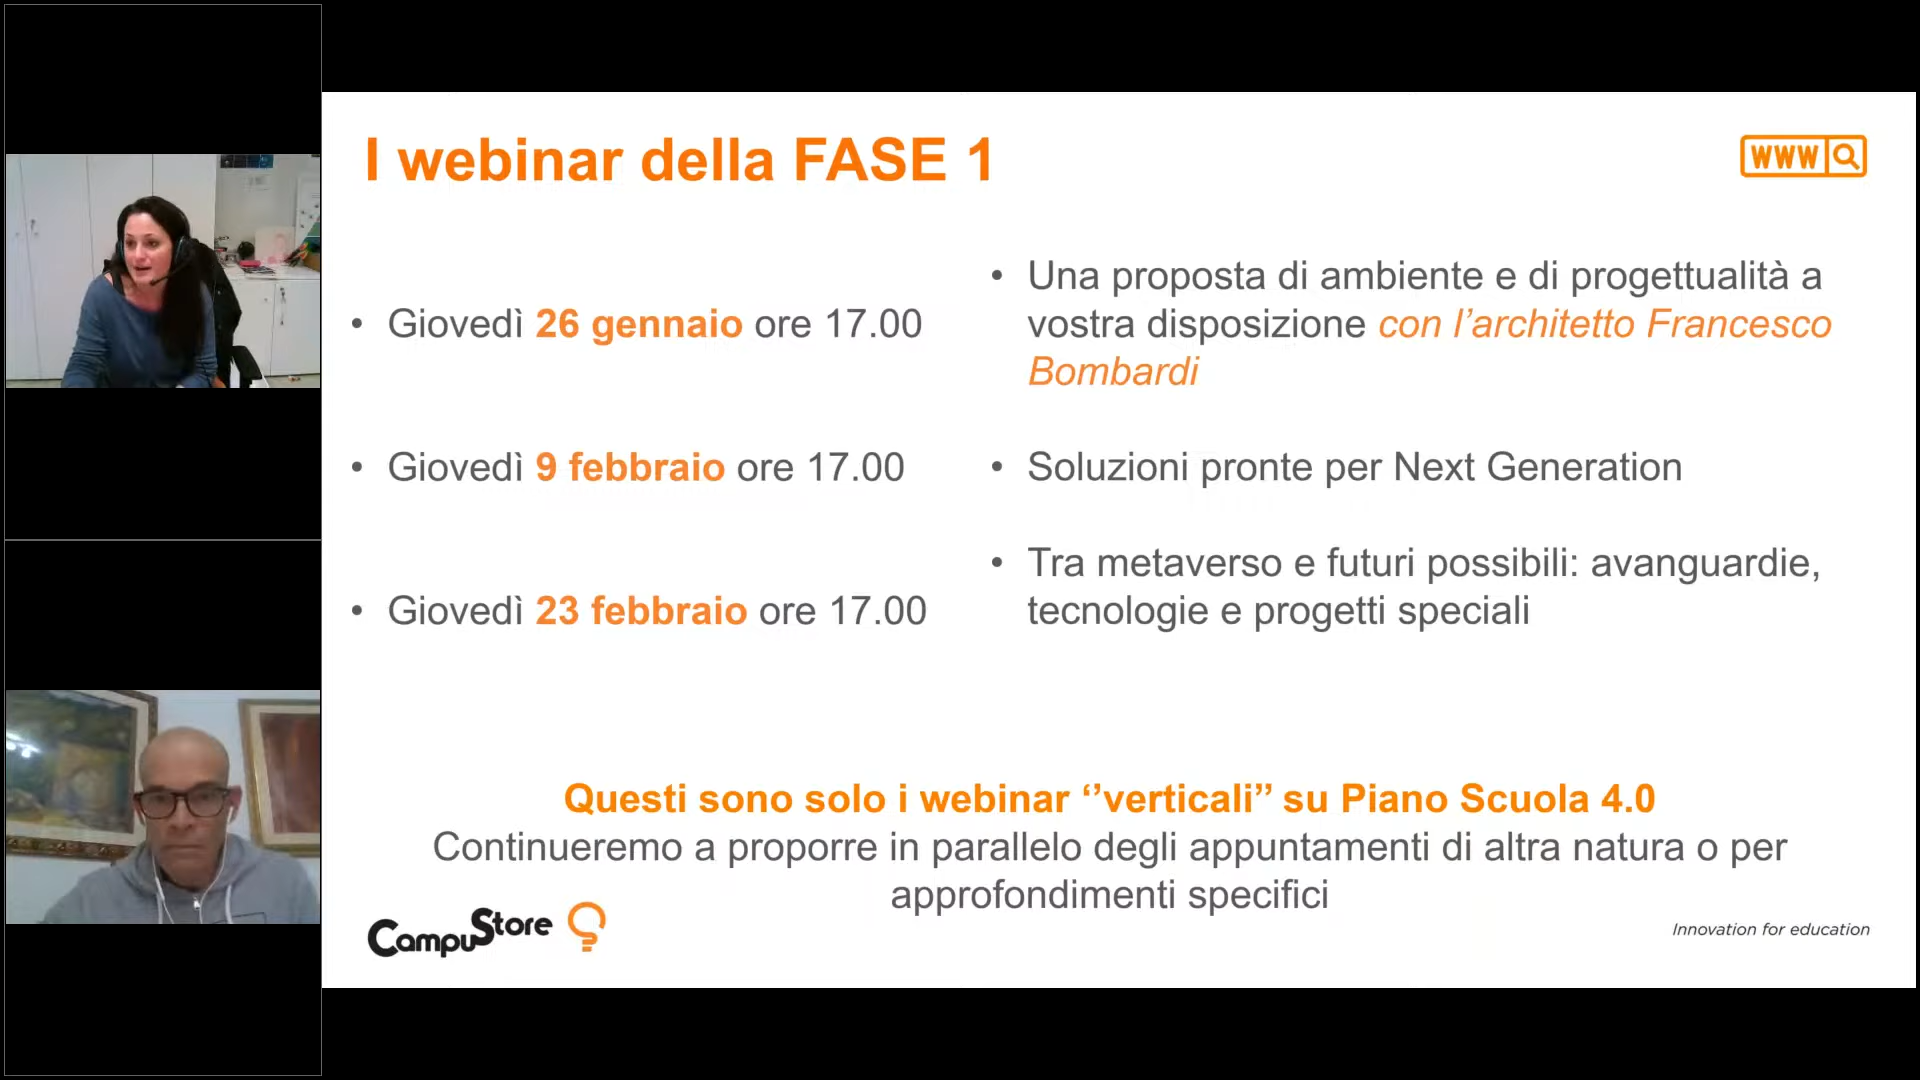 I webinar della FASE 1
WWW
• Giovedì 26 gennaio ore 17.00
• Una proposta di ambiente e di progettualità a
vostra disposizione con l’architetto Francesco
Bombardi
• Giovedì 9 febbraio ore 17.00
• Soluzioni pronte per Next Generation
• Giovedì 23 febbraio ore 17.00
• Tra metaverso e futuri possibili: avanguardie,
tecnologie e progetti speciali
Questi sono solo i webinar ‘’verticali’’ su Piano Scuola 4.0
Continueremo a proporre in parallelo degli appuntamenti di altra natura o per
approfondimenti specifici
CampuStore
Innovation for education